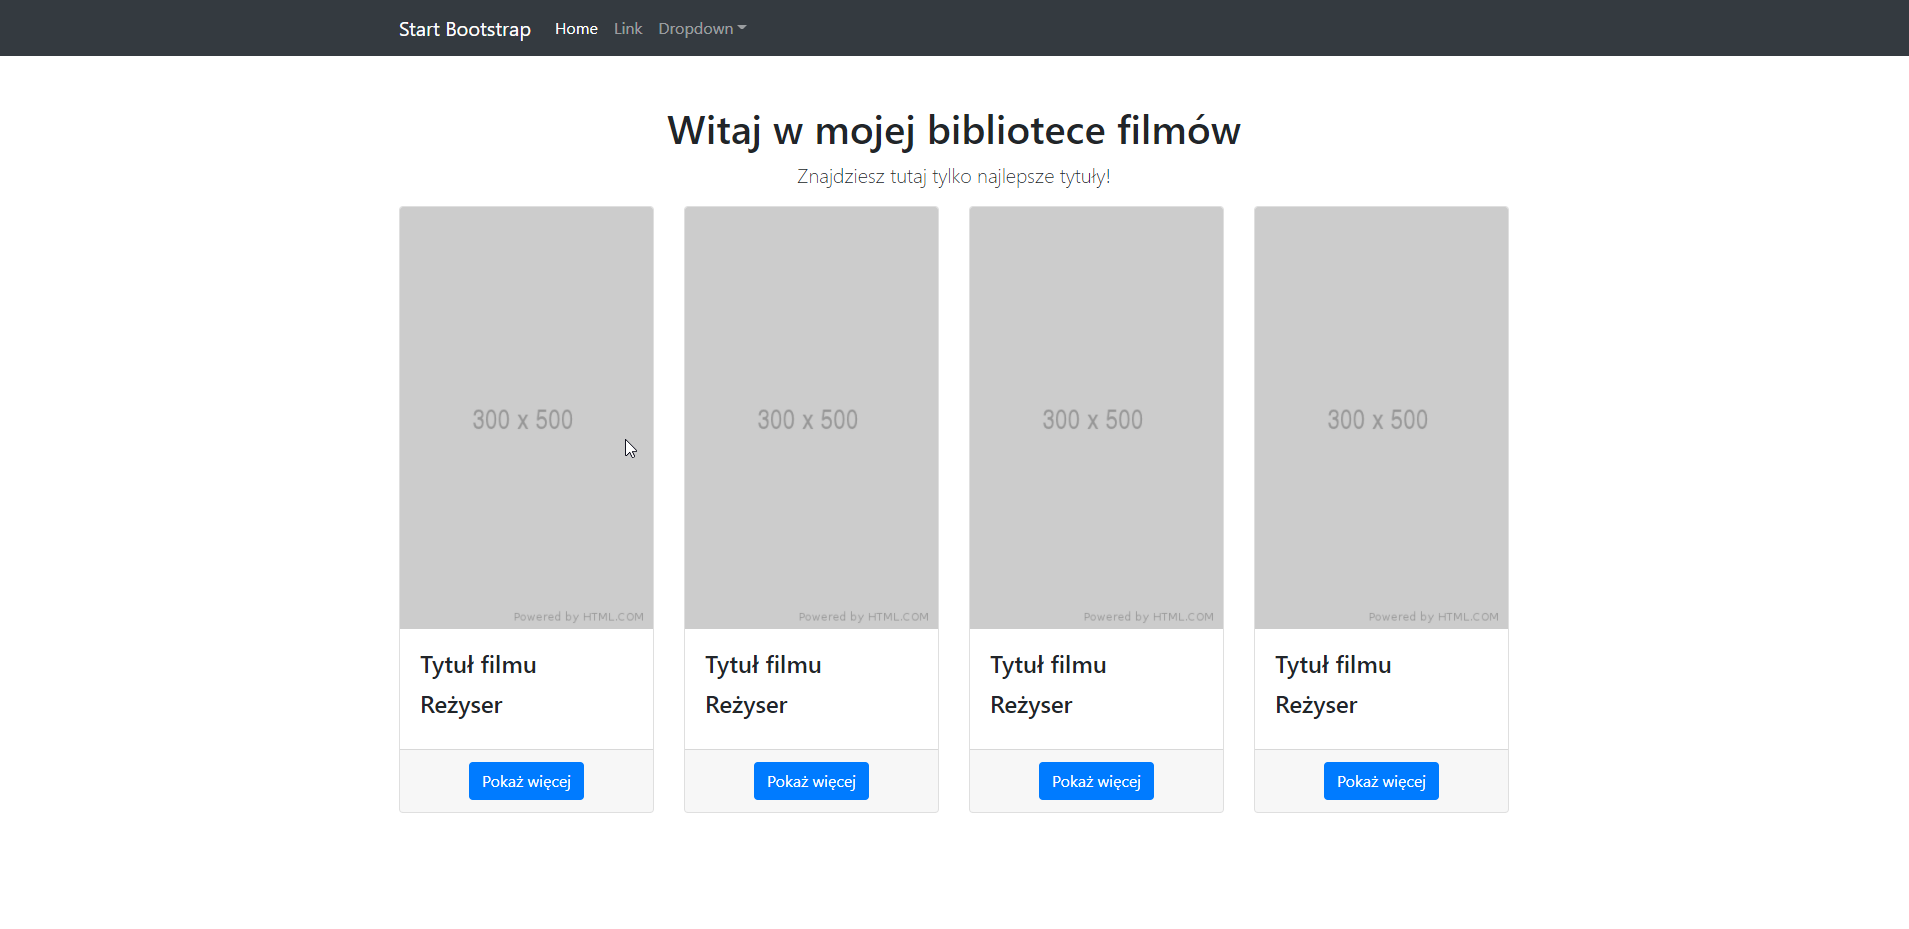 Start Bootstrap Home Link Dropdown
Witaj w mojej bibliotece filmów
Znajdziesz tutaj tylko najlepsze tytuły!
300 x 500 300 x 500 300 x 500 300 x 500
Powered by HTML.COM Powered by HTML.COM Powered by HTML.COM Powered by HTML.COM
Tytuł filmu Tytuł filmu Tytuł filmu Tytuł filmu
Reżyser Reżyser Reżyser Reżyser
Pokaż więcej Pokaż więcej Pokaż więcej Pokaż więcej